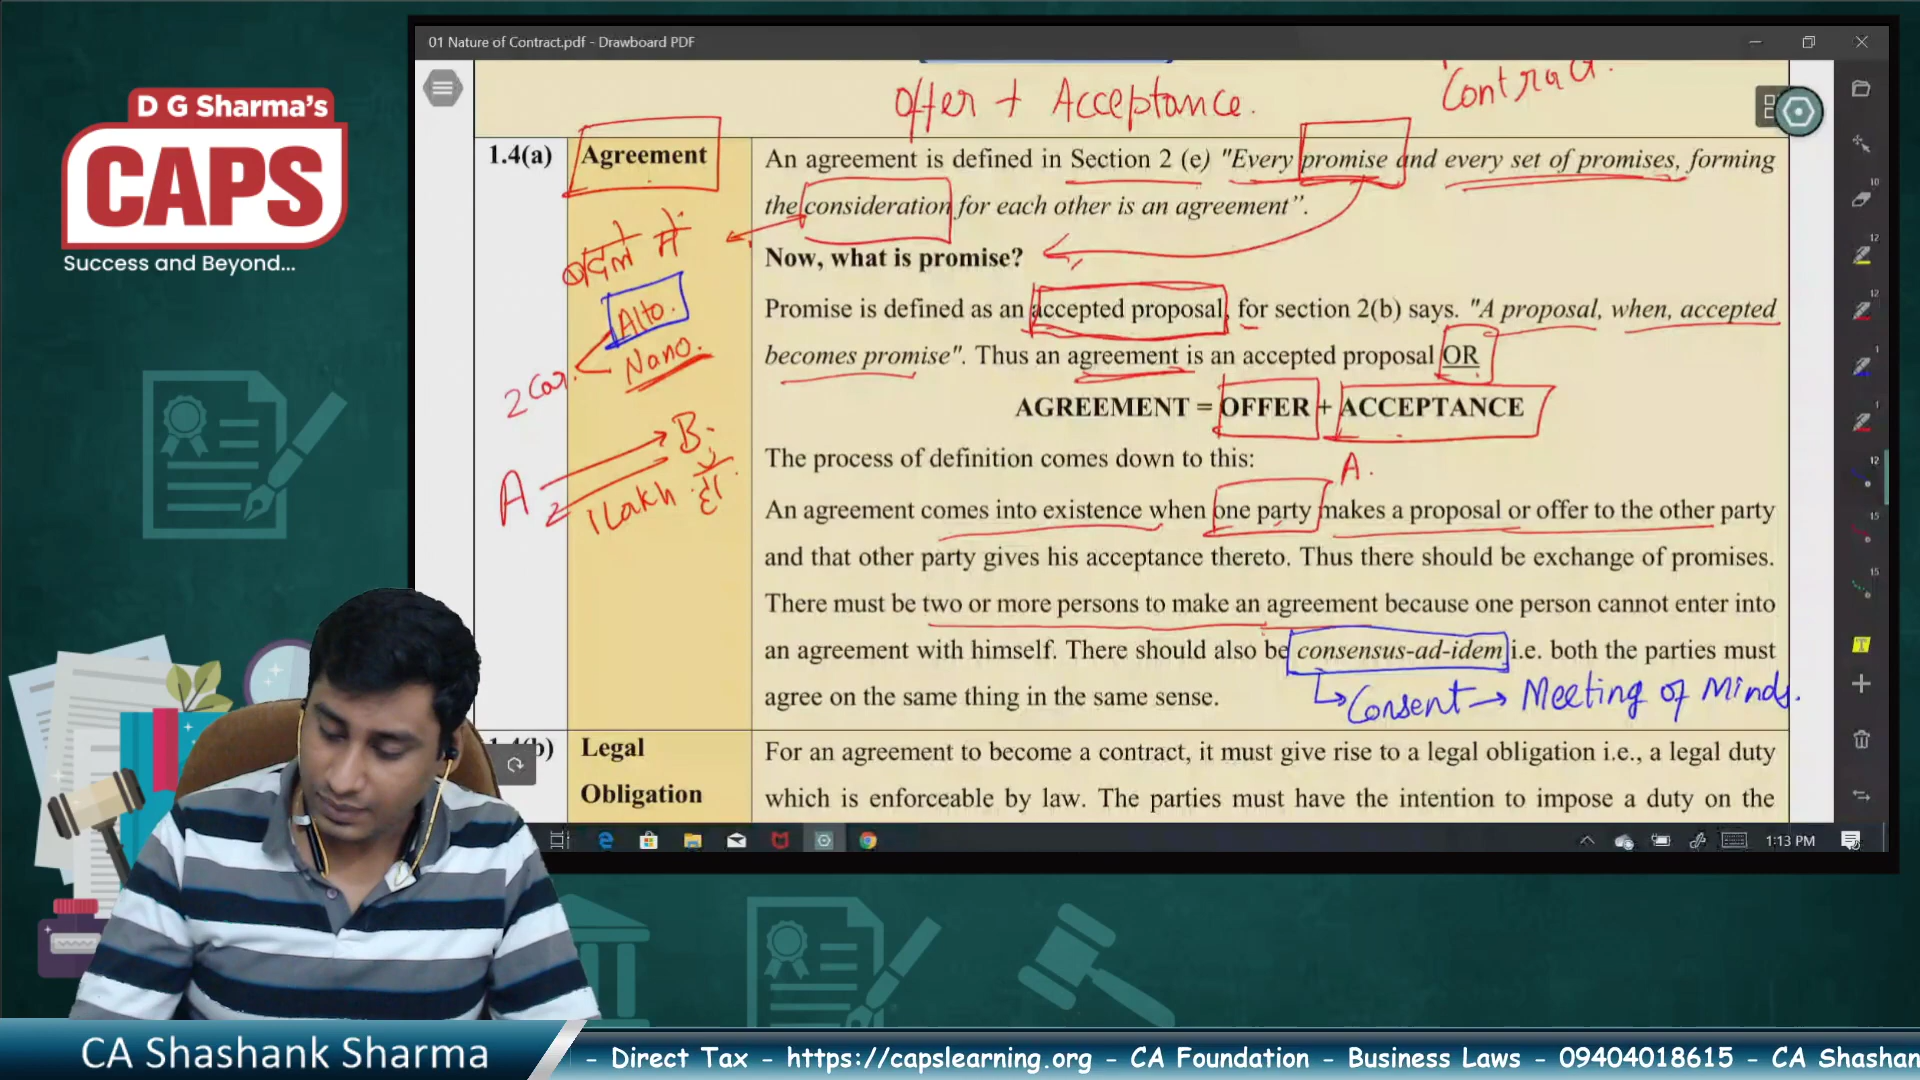 01 Nature of Contract.pdf - Drawboard PDF
D G Sharma's
CAPS
Success and Beyond...
Offer + Acceptance.
Contract.
1.4(a)
Agreement
An agreement is defined in Section 2 (e) "Every promise and every set of promises, forming
the consideration for each other is an agreement".
बदले में
Now, what is promise?
Alto.
Nano.
2 Car.
Promise is defined as an accepted proposal, for section 2(b) says. "A proposal, when, accepted
becomes promise". Thus an agreement is an accepted proposal OR
AGREEMENT = OFFER + ACCEPTANCE
A
B
1 Lakh
The process of definition comes down to this:
A.
An agreement comes into existence when one party makes a proposal or offer to the other party
and that other party gives his acceptance thereto. Thus there should be exchange of promises.
There must be two or more persons to make an agreement because one person cannot enter into
an agreement with himself. There should also be consensus-ad-idem i.e. both the parties must
agree on the same thing in the same sense.
Consent → Meeting of Minds.
Legal
Obligation
For an agreement to become a contract, it must give rise to a legal obligation i.e., a legal duty
which is enforceable by law. The parties must have the intention to impose a duty on the
10
12
12
1
1
12
15
15
1:13 PM
CA Shashank Sharma
- Direct Tax - https://capslearning.org - CA Foundation - Business Laws - 09404018615 - CA Shashan